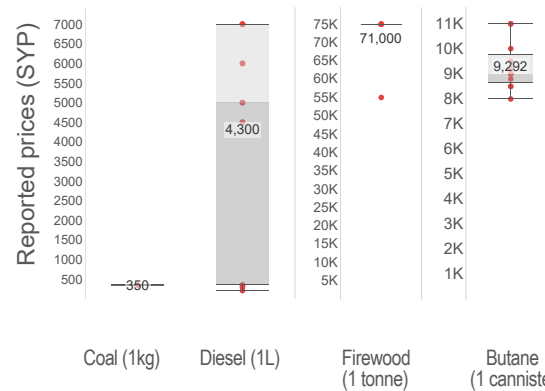 Reported prices (SYP)
7000
6500
6000
5500
5000
4500
4000
3500
3000
2500
2000
1500
1000
500
350
4,300
75K
70K
65K
60K
55K
50K
45K
40K
35K
30K
25K
20K
15K
10K
5K
71,000
11K
10K
9K
8K
7K
6K
5K
4K
3K
2K
1K
9,292
Coal (1kg)
Diesel (1L)
Firewood
(1 tonne)
Butane
(1 canniste